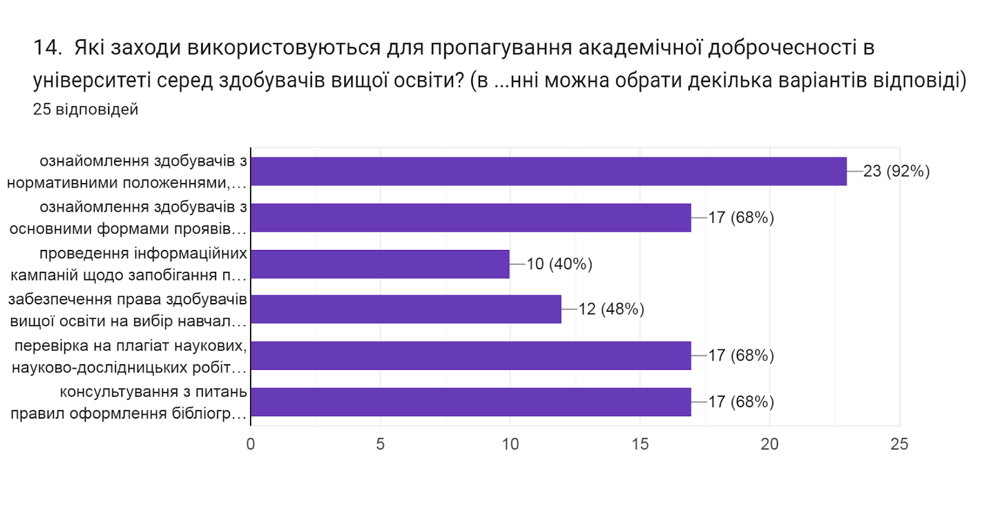 14. Які заходи використовуються для пропагування академічної доброчесності в
університеті серед здобувачів вищої освіти? (в ...нні можна обрати декілька варіантів відповіді)
25 відповідей
ознайомлення здобувачів з
нормативними положеннями,…
23 (92%)
ознайомлення здобувачів з
основними формами проявів…
17 (68%)
проведення інформаційних
кампаній щодо запобігання п…
10 (40%)
забезпечення права здобувачів
вищої освіти на вибір навчал…
12 (48%)
перевірка на плагіат наукових,
науково-дослідницьких робіт…
17 (68%)
консультування з питань
правил оформлення бібліогр…
17 (68%)
0 5 10 15 20 25